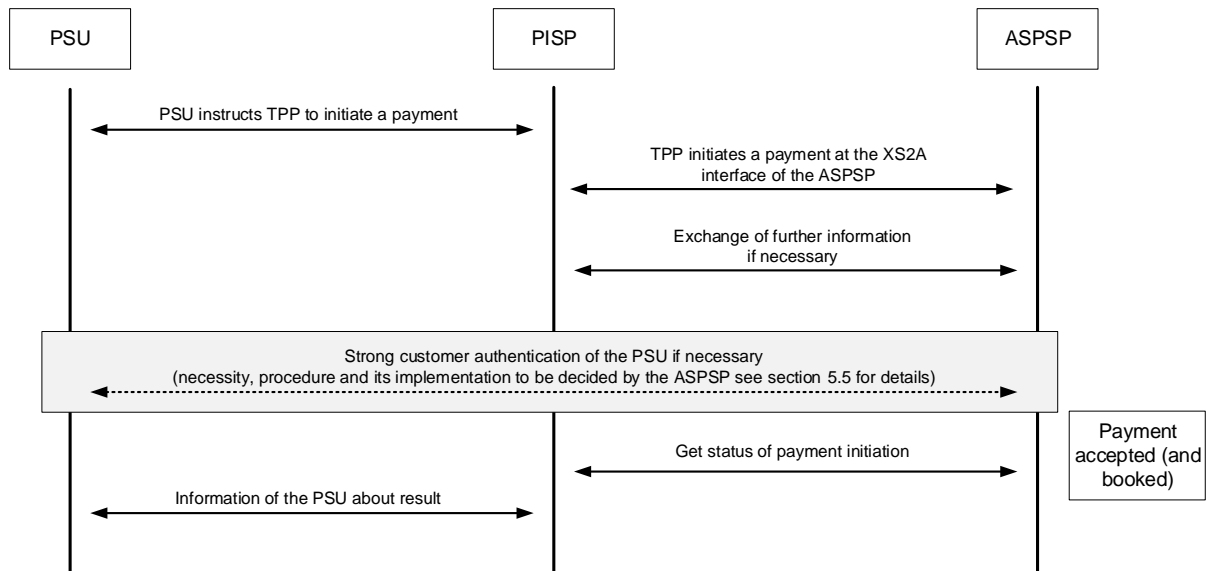 PSU
PISP
ASPSP
PSU instructs TPP to initiate a payment
TPP initiates a payment at the XS2A
interface of the ASPSP
Exchange of further information
if necessary
Strong customer authentication of the PSU if necessary
(necessity, procedure and its implementation to be decided by the ASPSP see section 5.5 for details)
Get status of payment initiation
Payment
accepted (and
booked)
Information of the PSU about result